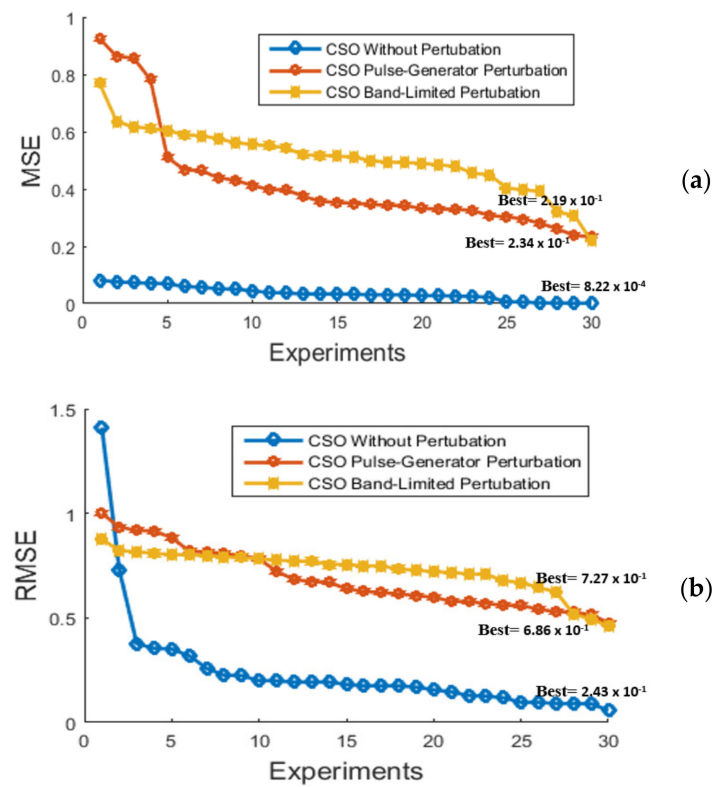 1
0.8
0.6
0.4
0.2
0
MSE
CSO Without Pertubation
CSO Pulse-Generator Perturbation
CSO Band-Limited Pertubation
Best= 2.19 x 10-1
Best= 2.34 x 10-1
Best= 8.22 x 10-4
0 5 10 15 20 25 30
Experiments
(a)
1.5
1
0.5
0
RMSE
CSO Without Pertubation
CSO Pulse-Generator Perturbation
CSO Band-Limited Pertubation
Best= 7.27 x 10-1
Best= 6.86 x 10-1
Best= 2.43 x 10-1
0 5 10 15 20 25 30
Experiments
(b)